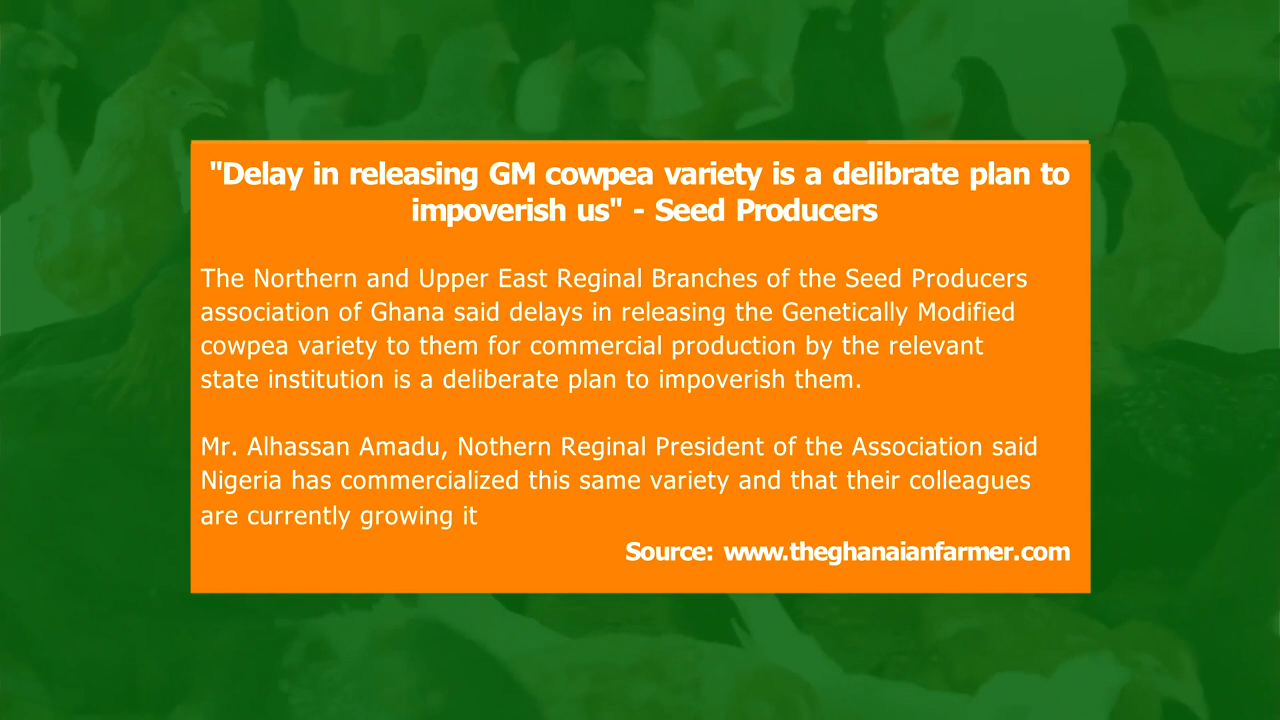 "Delay in releasing GM cowpea variety is a delibrate plan to
impoverish us" - Seed Producers
The Northern and Upper East Reginal Branches of the Seed Producers
association of Ghana said delays in releasing the Genetically Modified
cowpea variety to them for commercial production by the relevant
state institution is a deliberate plan to impoverish them.
Mr. Alhassan Amadu, Nothern Reginal President of the Association said
Nigeria has commercialized this same variety and that their colleagues
are currently growing it
Source: www.theghanaianfarmer.com